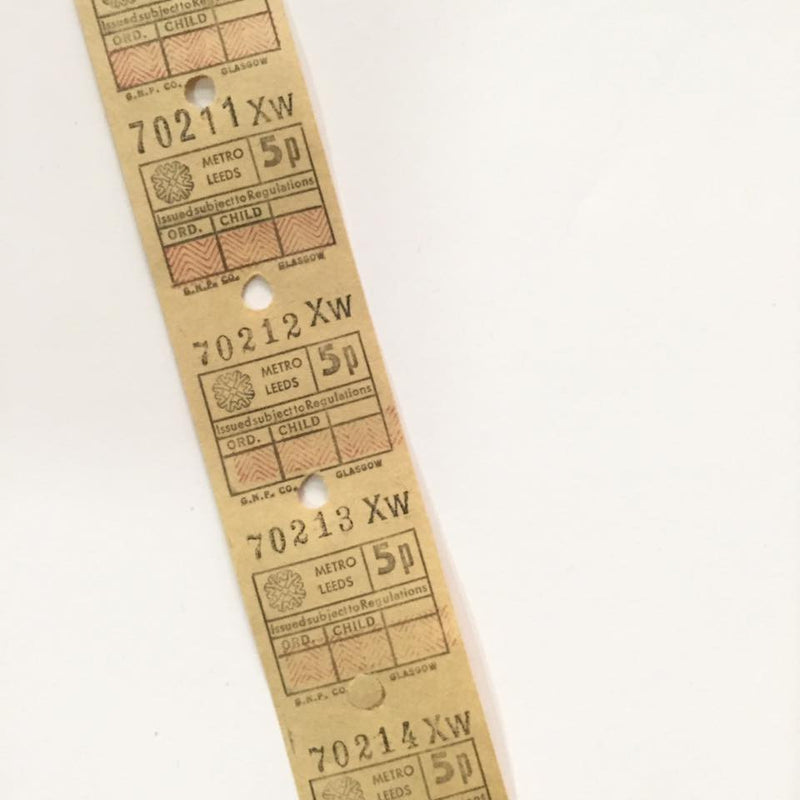 Issued subject to Regulations
ORD. CHILD
G.N.P. CO. GLASGOW
70211 XW
METRO LEEDS 5p
Issued subject to Regulations
ORD. CHILD
G.N.P. CO. GLASGOW
70212 XW
METRO LEEDS 5p
Issued subject to Regulations
ORD. CHILD
G.N.P. CO. GLASGOW
70213 XW
METRO LEEDS 5p
Issued subject to Regulations
ORD. CHILD
G.N.P. CO. GLASGOW
70214 XW
METRO LEEDS 5p